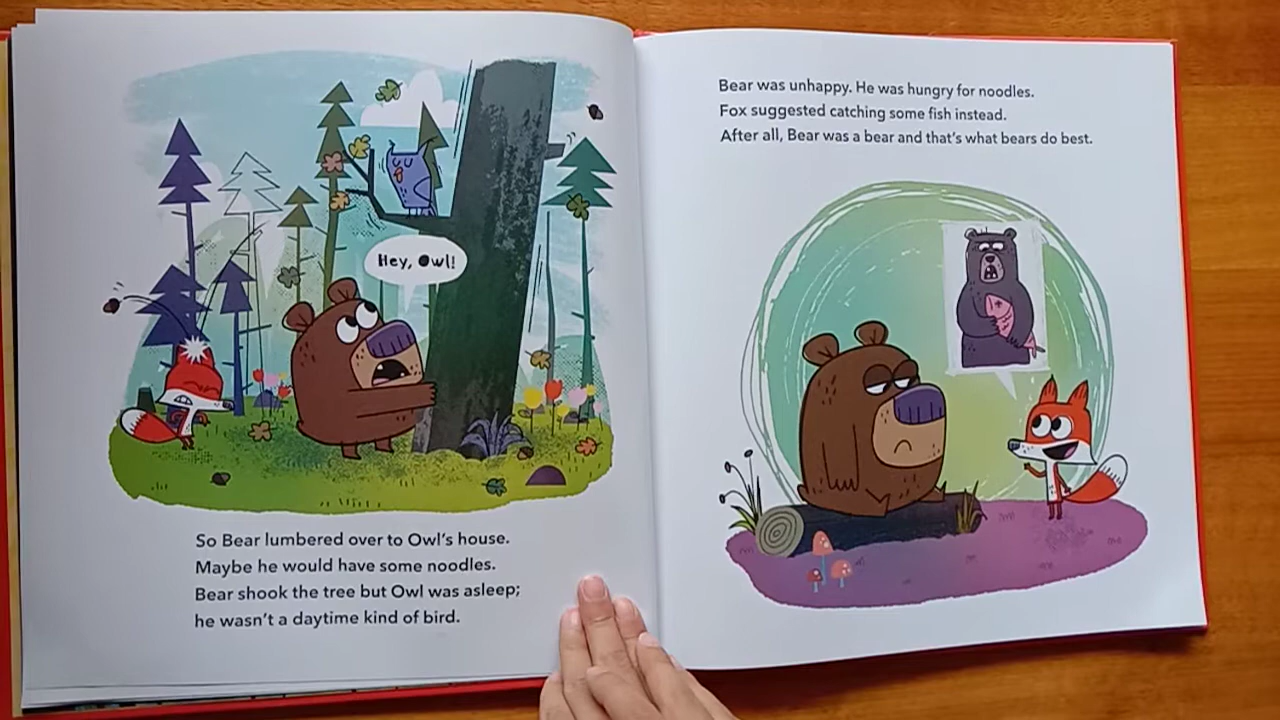 Hey, Owl!
So Bear lumbered over to Owl's house.
Maybe he would have some noodles.
Bear shook the tree but Owl was asleep;
he wasn't a daytime kind of bird.
Bear was unhappy. He was hungry for noodles.
Fox suggested catching some fish instead.
After all, Bear was a bear and that's what bears do best.